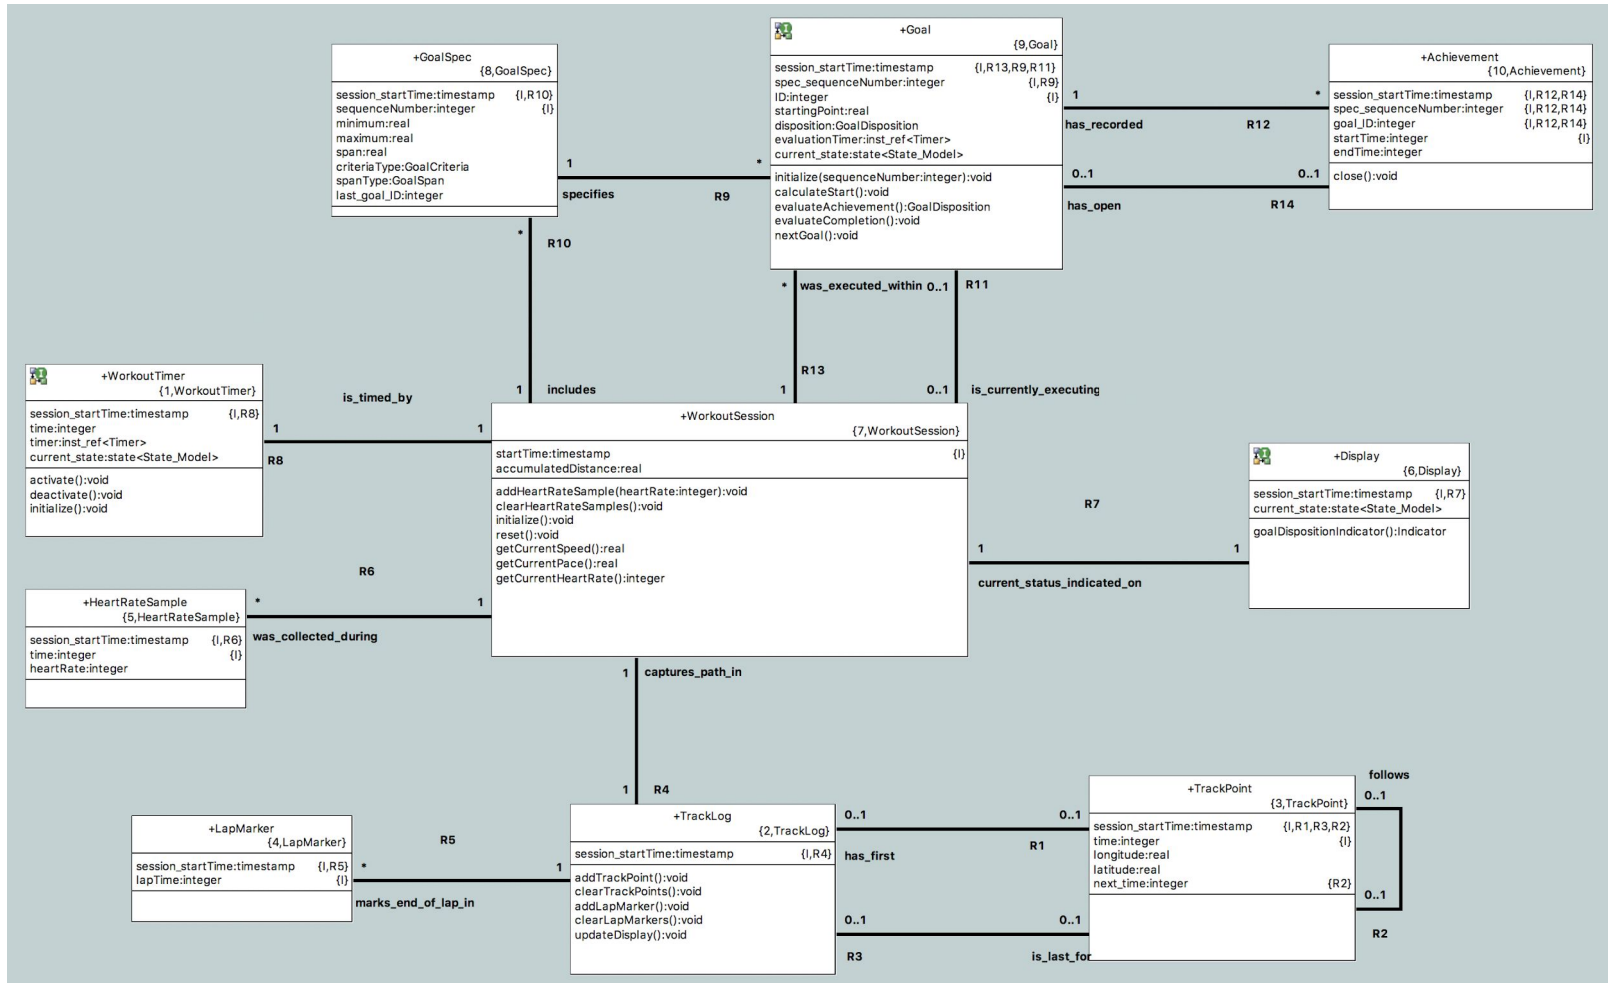 +GoalSpec
{8,GoalSpec}
session_startTime:timestamp {I,R10}
sequenceNumber:integer {I}
minimum:real
maximum:real
span:real
criteriaType:GoalCriteria
spanType:GoalSpan
last_goal_ID:integer
+Goal
{9,Goal}
session_startTime:timestamp {I,R13,R9,R11}
spec_sequenceNumber:integer {I,R9}
ID:integer {I}
startingPoint:real
disposition:GoalDisposition
evaluationTimer:inst_ref<Timer>
current_state:state<State_Model>
initialize(sequenceNumber:integer):void
calculateStart():void
evaluateAchievement():GoalDisposition
evaluateCompletion():void
nextGoal():void
+Achievement
{10,Achievement}
session_startTime:timestamp {I,R12,R14}
spec_sequenceNumber:integer {I,R12,R14}
goal_ID:integer {I,R12,R14}
startTime:integer {I}
endTime:integer
close():void
1 *
has_recorded R12
0..1 0..1
has_open R14
1 *
specifies R9
* R10
1 includes
* was_executed_within 0..1 R11
R13
1 0..1 is_currently_executing
+WorkoutTimer
{1,WorkoutTimer}
session_startTime:timestamp {I,R8}
time:integer
timer:inst_ref<Timer>
current_state:state<State_Model>
activate():void
deactivate():void
initialize():void
is_timed_by
1 1
R8
+WorkoutSession
{7,WorkoutSession}
startTime:timestamp {I}
accumulatedDistance:real
addHeartRateSample(heartRate:integer):void
clearHeartRateSamples():void
initialize():void
reset():void
getCurrentSpeed():real
getCurrentPace():real
getCurrentHeartRate():integer
+Display
{6,Display}
session_startTime:timestamp {I,R7}
current_state:state<State_Model>
goalDispositionIndicator():Indicator
R7
1 1
current_status_indicated_on
R6
* 1
was_collected_during
+HeartRateSample
{5,HeartRateSample}
session_startTime:timestamp {I,R6}
time:integer {I}
heartRate:integer
1 captures_path_in
1 R4
+LapMarker
{4,LapMarker}
session_startTime:timestamp {I,R5}
lapTime:integer {I}
R5
* 1
marks_end_of_lap_in
+TrackLog
{2,TrackLog}
session_startTime:timestamp {I,R4}
addTrackPoint():void
clearTrackPoints():void
addLapMarker():void
clearLapMarkers():void
updateDisplay():void
0..1 0..1
has_first R1
0..1 0..1
R3 is_last_for
+TrackPoint
{3,TrackPoint}
session_startTime:timestamp {I,R1,R3,R2}
time:integer {I}
longitude:real
latitude:real
next_time:integer {R2}
follows
0..1
0..1
R2